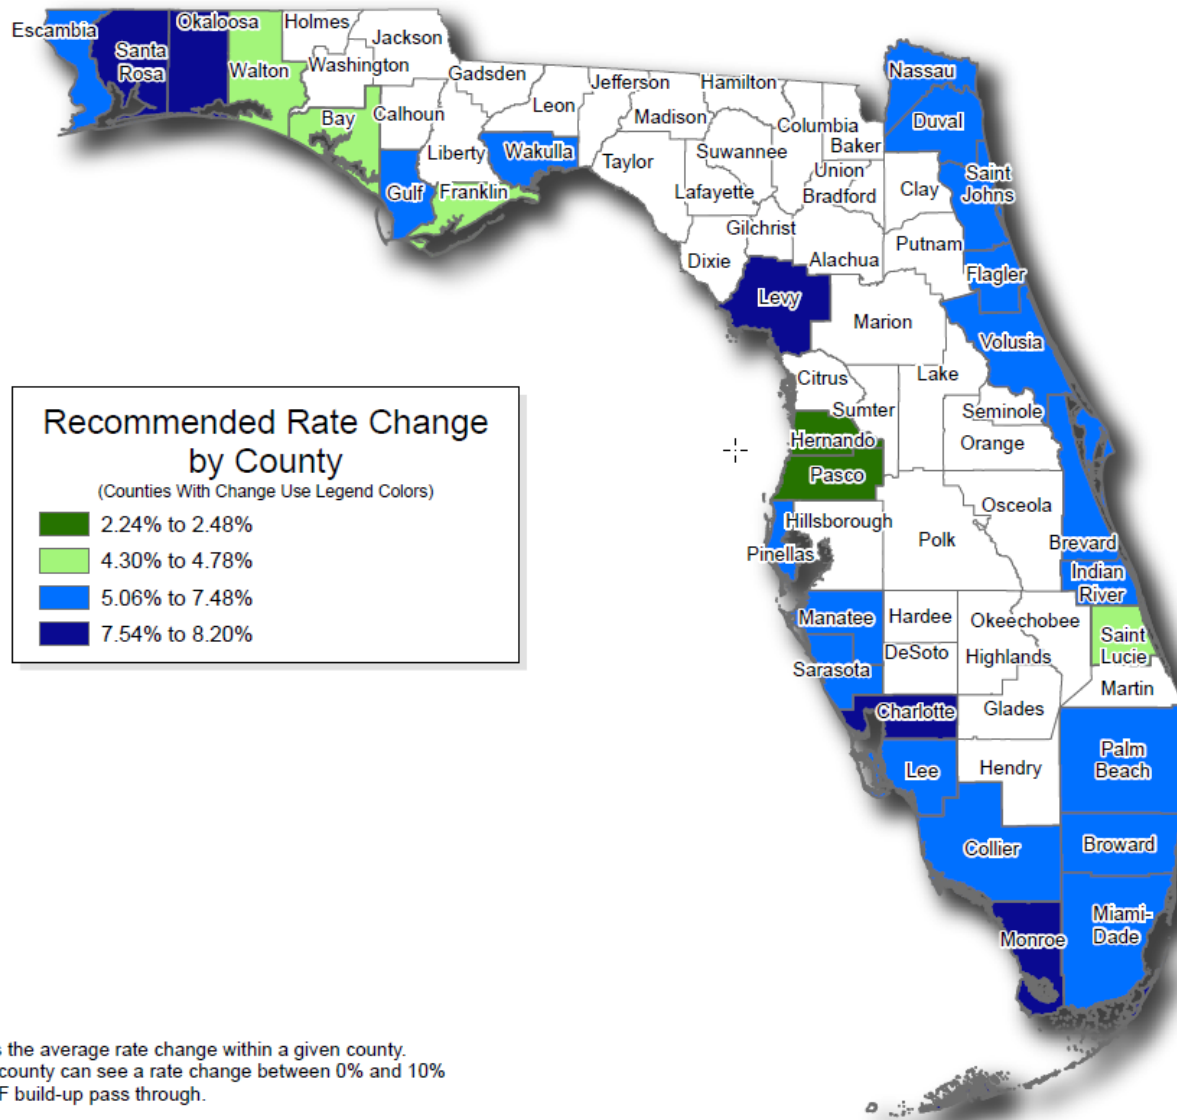 Escambia
Okaloosa
Holmes
Jackson
Santa
Rosa
Walton
Washington
Gadsden
Jefferson
Hamilton
Nassau
Leon
Madison
Bay
Calhoun
Columbia
Duval
Baker
Liberty
Wakulla
Taylor
Suwannee
Union
Saint
Johns
Gulf
Franklin
Lafayette
Bradford
Clay
Gilchrist
Putnam
Dixie
Alachua
Flagler
Levy
Marion
Volusia
Citrus
Lake
Sumter
Seminole
Hernando
Orange
Pasco
Osceola
Hillsborough
Polk
Pinellas
Brevard
Indian
River
Manatee
Hardee
Okeechobee
Saint
Lucie
DeSoto
Highlands
Sarasota
Martin
Charlotte
Glades
Palm
Beach
Lee
Hendry
Collier
Broward
Miami-
Dade
Monroe
Recommended Rate Change
by County
(Counties With Change Use Legend Colors)
2.24% to 2.48%
4.30% to 4.78%
5.06% to 7.48%
7.54% to 8.20%
s the average rate change within a given county.
county can see a rate change between 0% and 10%
F build-up pass through.